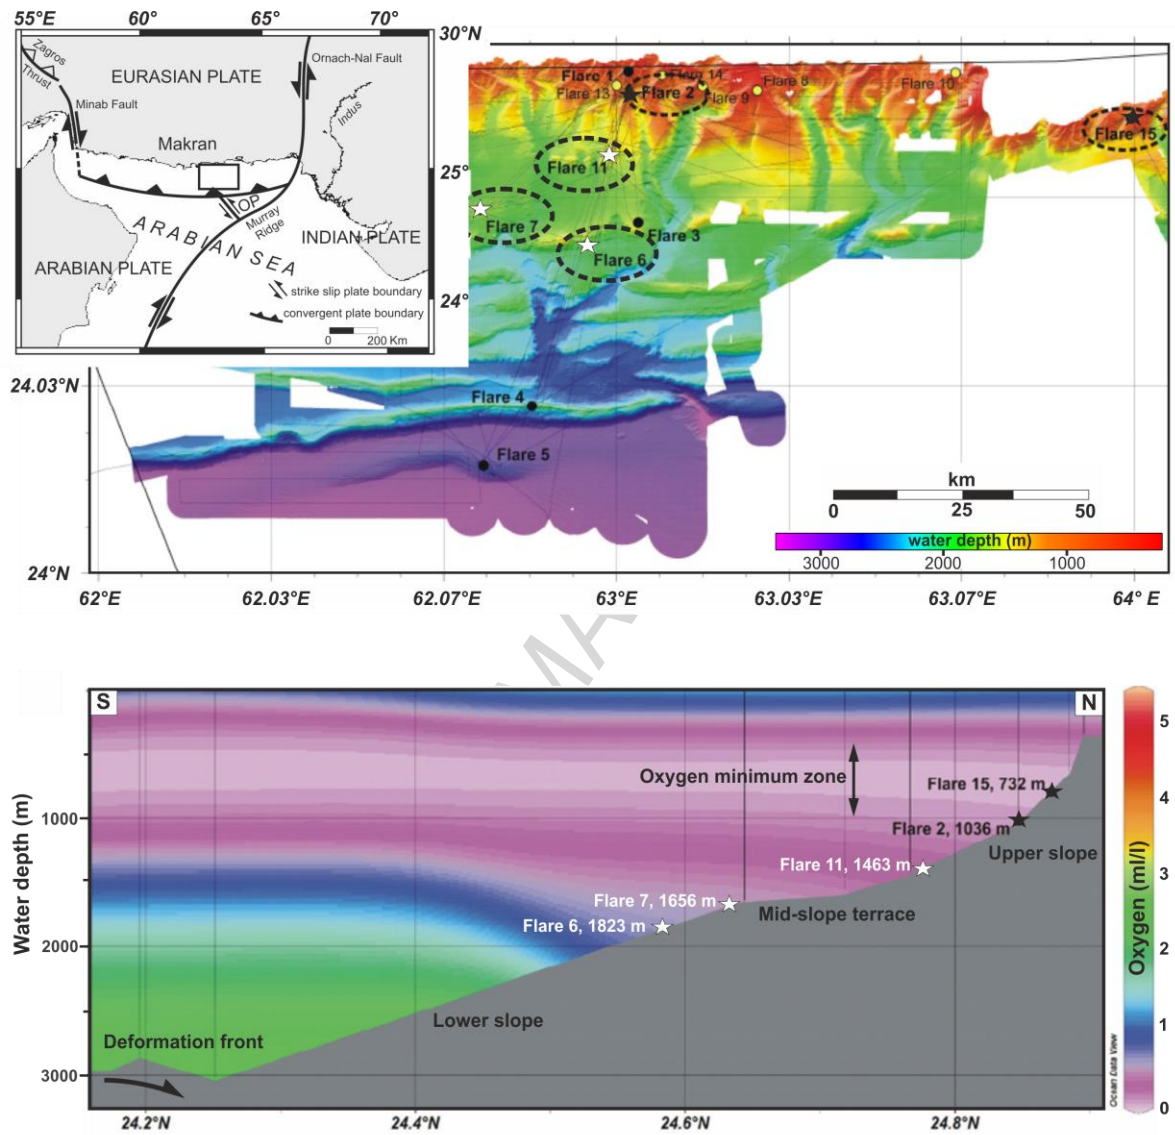 55°E 60° 65° 70°
30°N
Zagros
Thrust
EURASIAN PLATE
Ornach-Nal Fault
Minab Fault
Indus
Makran
25°
OP
Murray
Ridge
ARABIAN SEA
INDIAN PLATE
ARABIAN PLATE
strike slip plate boundary
convergent plate boundary
0 200 Km
24°
Flare 1
Flare 14
Flare 13
Flare 2
Flare 9
Flare 8
Flare 10
Flare 15
Flare 11
Flare 7
Flare 3
Flare 6
24.03°N
Flare 4
Flare 5
km
0 25 50
water depth (m)
3000 2000 1000
24°N
62°E 62.03°E 62.07°E 63°E 63.03°E 63.07°E 64° E
MA
S N
Oxygen minimum zone
Flare 15, 732 m
Flare 2, 1036 m
Upper slope
Flare 11, 1463 m
Flare 7, 1656 m
Mid-slope terrace
Flare 6, 1823 m
Lower slope
Deformation front
Water depth (m)
1000
2000
3000
24.2°N 24.4°N 24.6°N 24.8°N
Oxygen (ml/l)
5
4
3
2
1
0
Ocean Data View